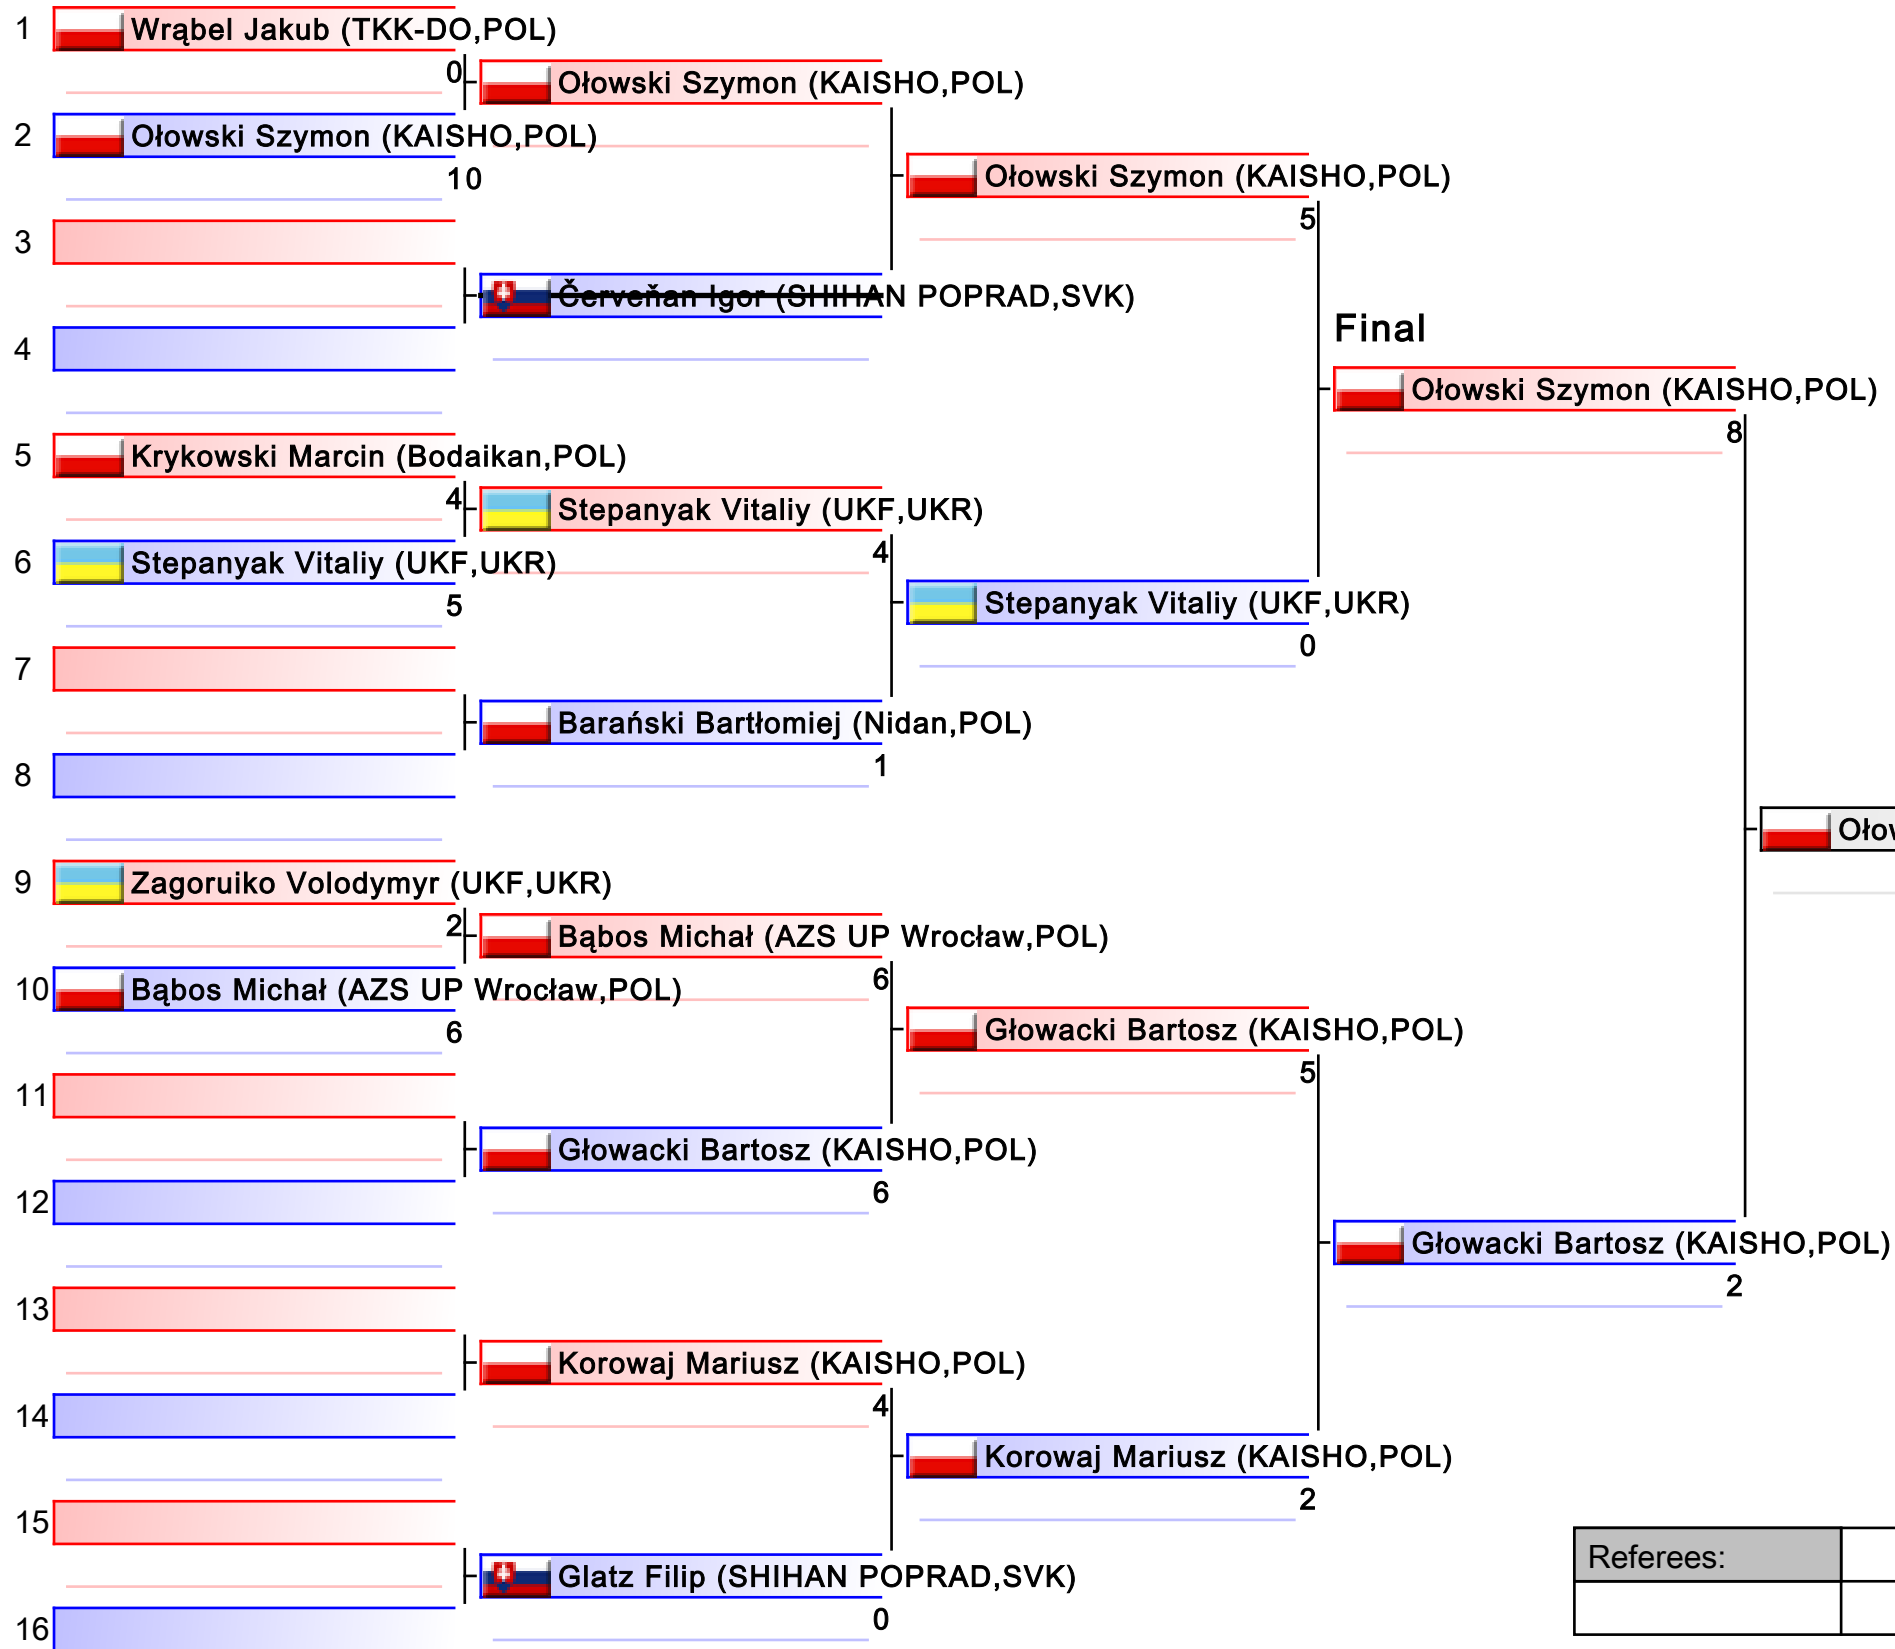 1 Wrąbel Jakub (TKK-DO,POL)
0
Ołowski Szymon (KAISHO,POL)
2 Ołowski Szymon (KAISHO,POL)
10
Ołowski Szymon (KAISHO,POL)
5
3
Červeňan Igor (SHIHAN POPRAD,SVK)
Final
4
Ołowski Szymon (KAISHO,POL)
8
5 Krykowski Marcin (Bodaikan,POL)
4
Stepanyak Vitaliy (UKF,UKR)
4
6 Stepanyak Vitaliy (UKF,UKR)
5
Stepanyak Vitaliy (UKF,UKR)
0
7
Barański Bartłomiej (Nidan,POL)
1
8
Ołow
9 Zagoruiko Volodymyr (UKF,UKR)
2
Bąbos Michał (AZS UP Wrocław,POL)
6
10 Bąbos Michał (AZS UP Wrocław,POL)
6
Głowacki Bartosz (KAISHO,POL)
5
11
Głowacki Bartosz (KAISHO,POL)
6
12
Głowacki Bartosz (KAISHO,POL)
2
13
Korowaj Mariusz (KAISHO,POL)
4
14
Korowaj Mariusz (KAISHO,POL)
2
15
Glatz Filip (SHIHAN POPRAD,SVK)
0
16
Referees: